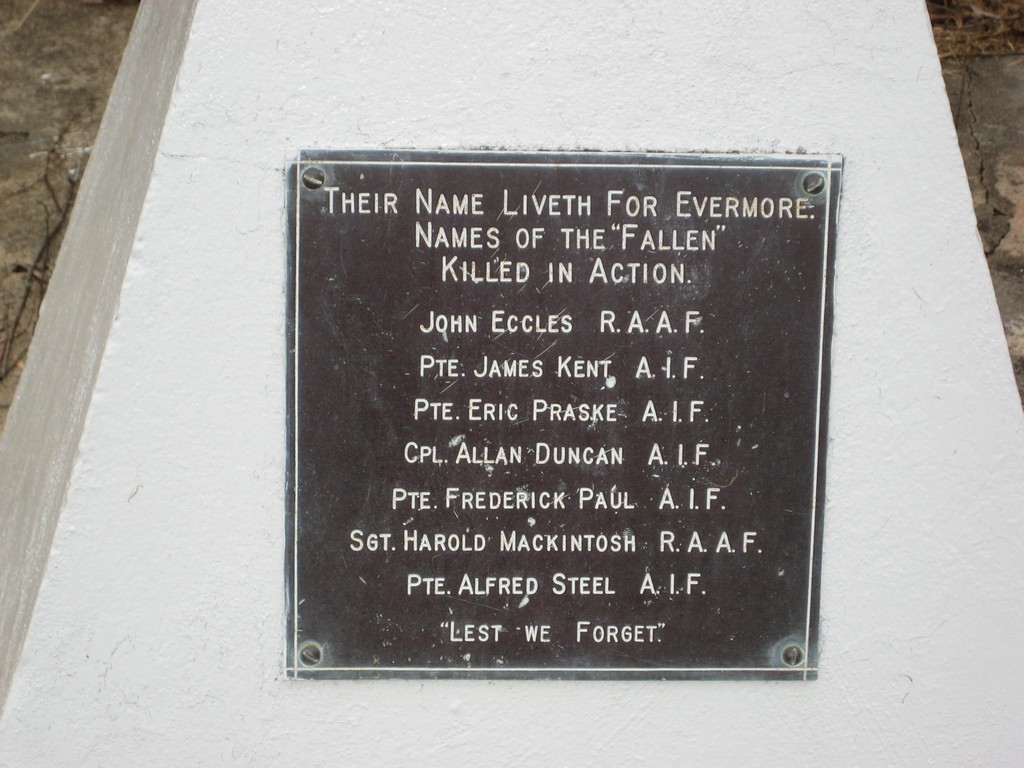 THEIR NAME LIVETH FOR EVERMORE.
NAMES OF THE "FALLEN"
KILLED IN ACTION.
JOHN ECCLES R.A.A.F.
PTE. JAMES KENT A.I.F.
PTE. ERIC PRASKE A.I.F.
CPL. ALLAN DUNCAN A.I.F.
PTE. FREDERICK PAUL A.I.F.
SGT. HAROLD MACKINTOSH R.A.A.F.
PTE. ALFRED STEEL A.I.F.
"LEST WE FORGET."